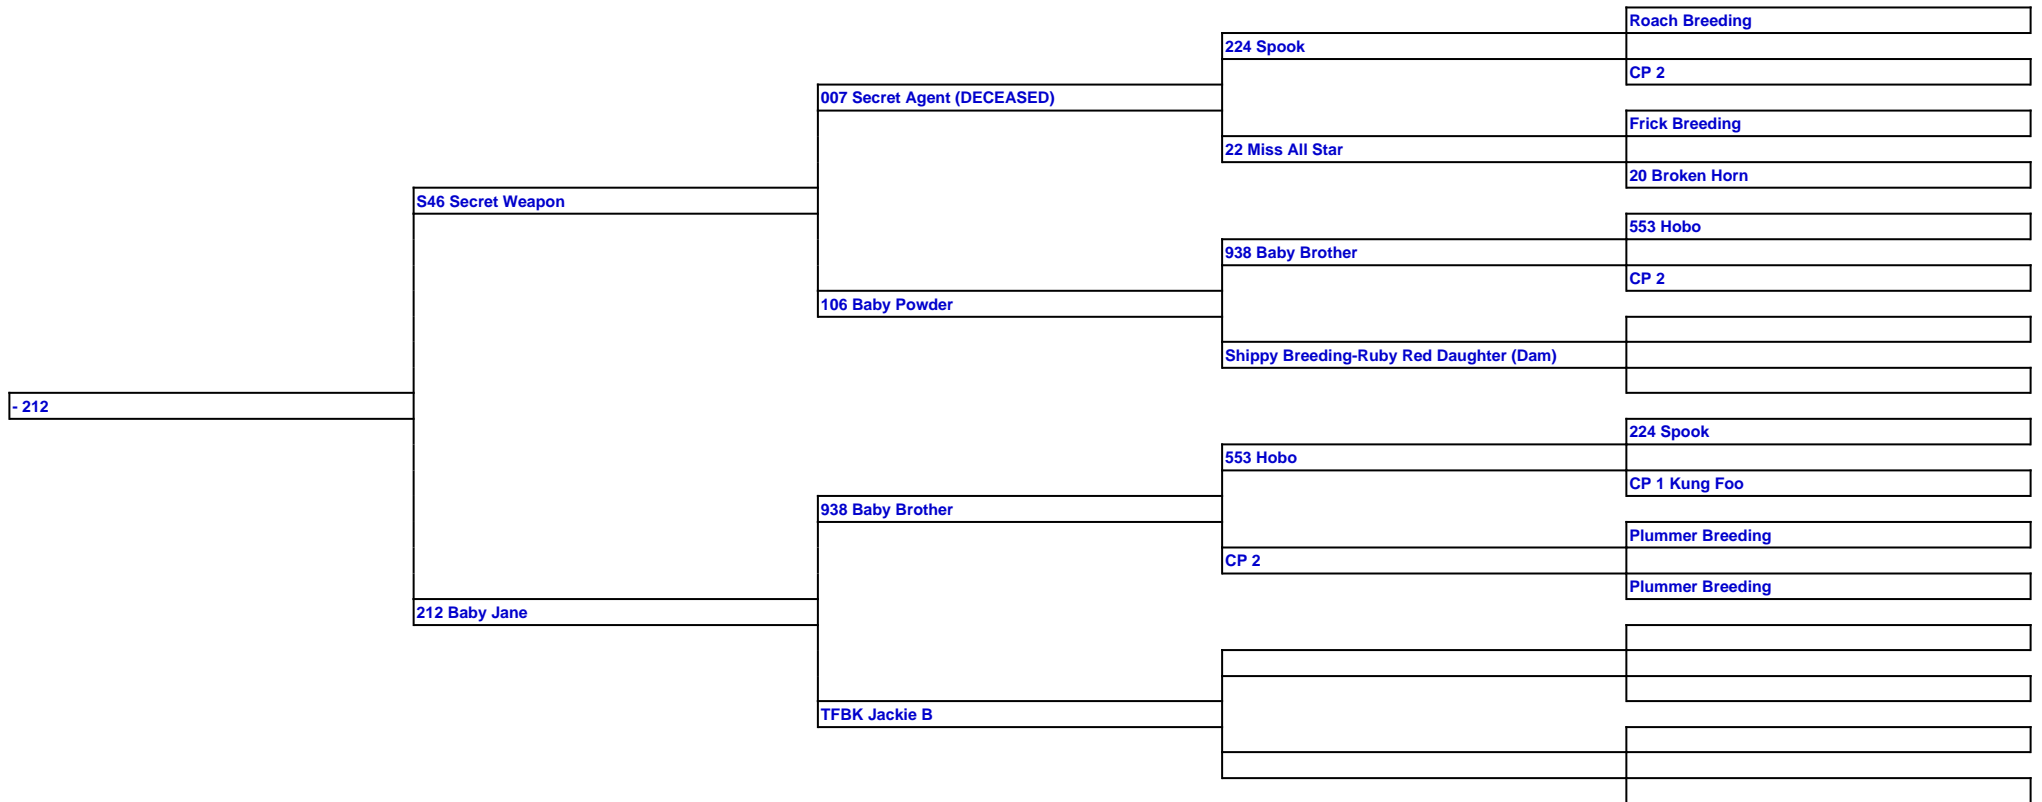 Roach Breeding
224 Spook
CP 2
007 Secret Agent (DECEASED)
Frick Breeding
22 Miss All Star
20 Broken Horn
S46 Secret Weapon
553 Hobo
938 Baby Brother
CP 2
106 Baby Powder
Shippy Breeding-Ruby Red Daughter (Dam)
- 212
224 Spook
553 Hobo
CP 1 Kung Foo
938 Baby Brother
Plummer Breeding
CP 2
Plummer Breeding
212 Baby Jane
TFBK Jackie B